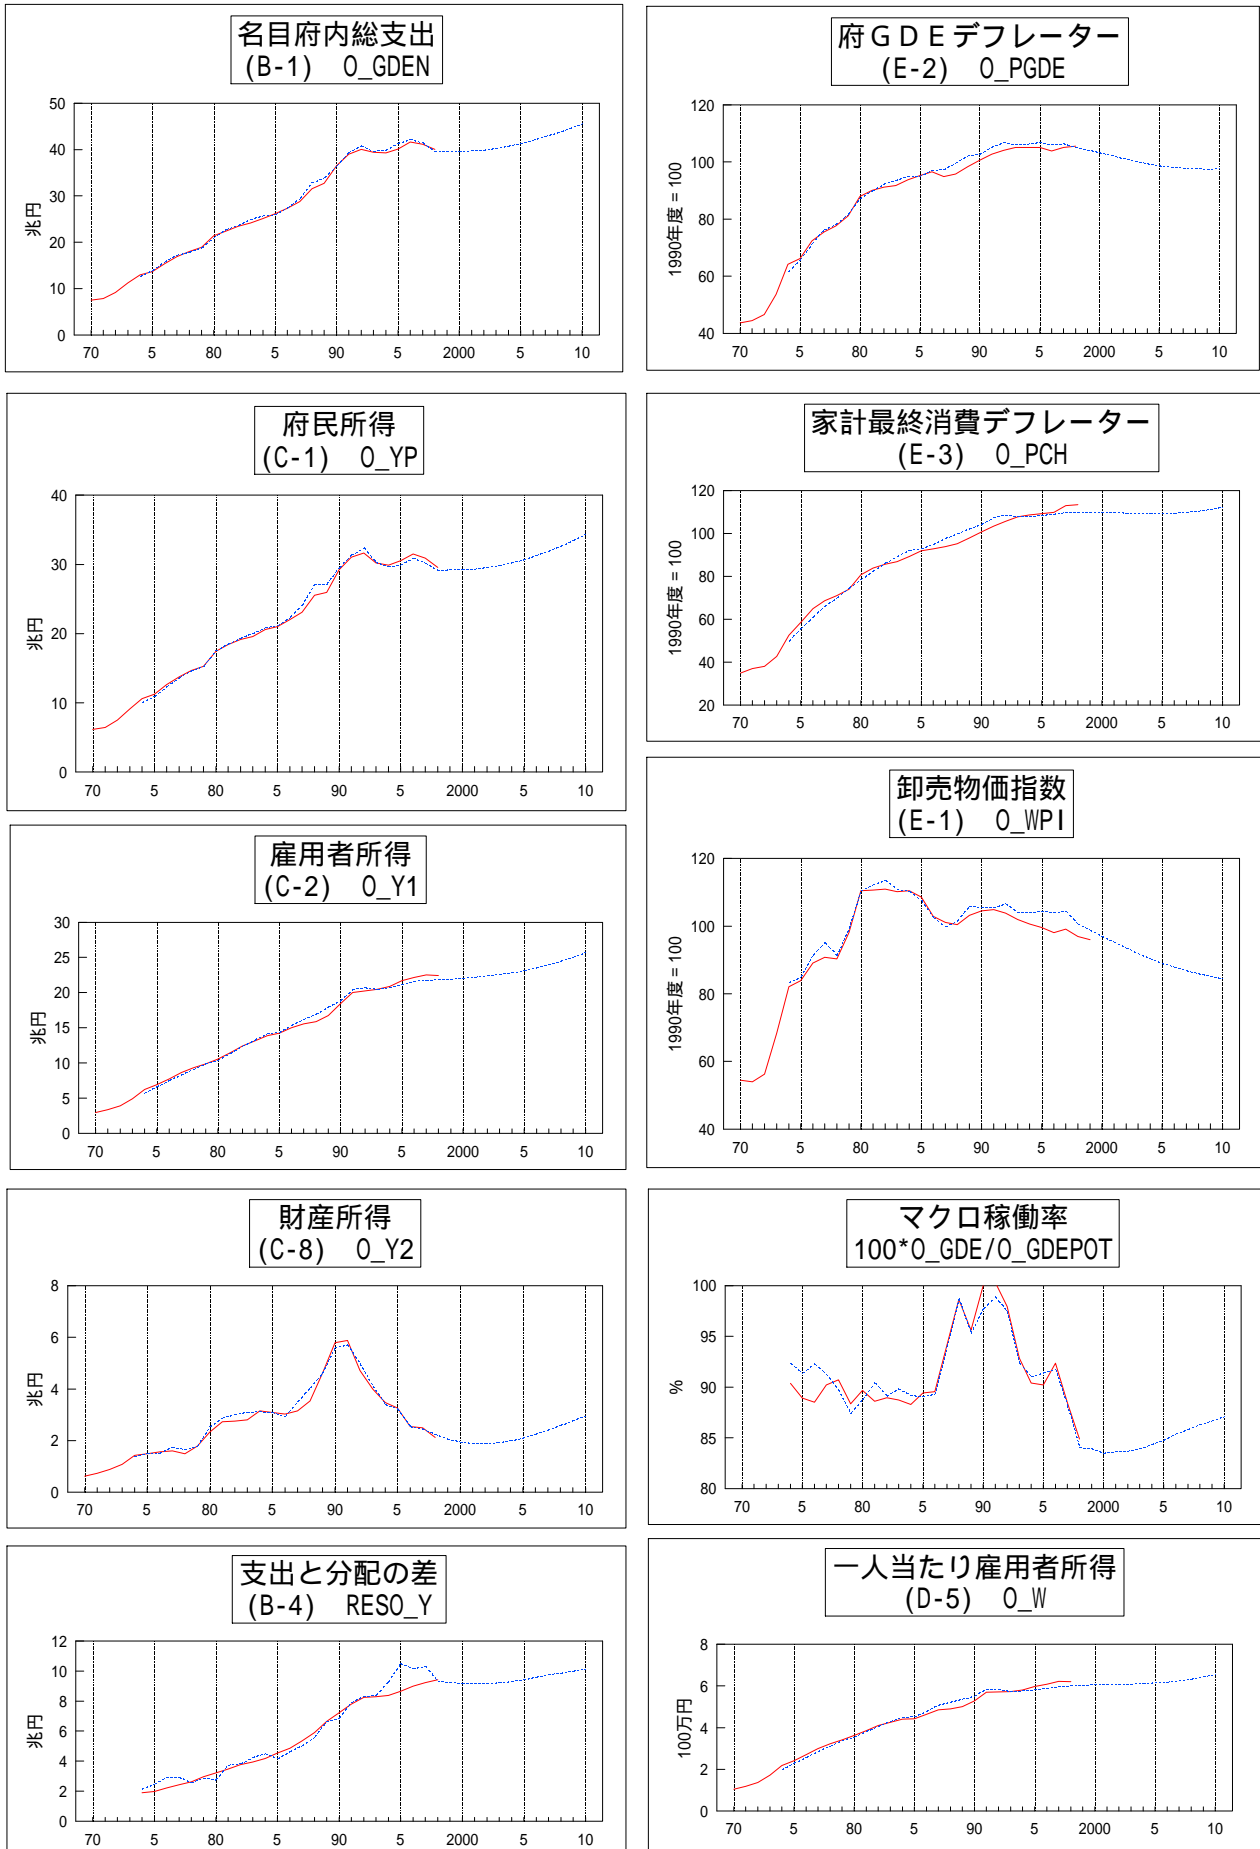 名目府内総支出
(B-1) O_GDEN
50
40
30
20
10
0
兆円
70 5 80 5 90 5 2000 5 10
府ＧＤＥデフレーター
(E-2) O_PGDE
120
100
80
60
40
1990年度 = 100
70 5 80 5 90 5 2000 5 10
府民所得
(C-1) O_YP
40
30
20
10
0
兆円
70 5 80 5 90 5 2000 5 10
家計最終消費デフレーター
(E-3) O_PCH
120
100
80
60
40
20
1990年度 = 100
70 5 80 5 90 5 2000 5 10
雇用者所得
(C-2) O_Y1
30
25
20
15
10
5
0
兆円
70 5 80 5 90 5 2000 5 10
卸売物価指数
(E-1) O_WPI
120
100
80
60
40
1990年度 = 100
70 5 80 5 90 5 2000 5 10
財産所得
(C-8) O_Y2
8
6
4
2
0
兆円
70 5 80 5 90 5 2000 5 10
マクロ稼働率
100*O_GDE/O_GDEPOT
100
95
90
85
80
%
70 5 80 5 90 5 2000 5 10
支出と分配の差
(B-4) RESO_Y
12
10
8
6
4
2
0
兆円
70 5 80 5 90 5 2000 5 10
一人当たり雇用者所得
(D-5) O_W
8
6
4
2
0
100万円
70 5 80 5 90 5 2000 5 10